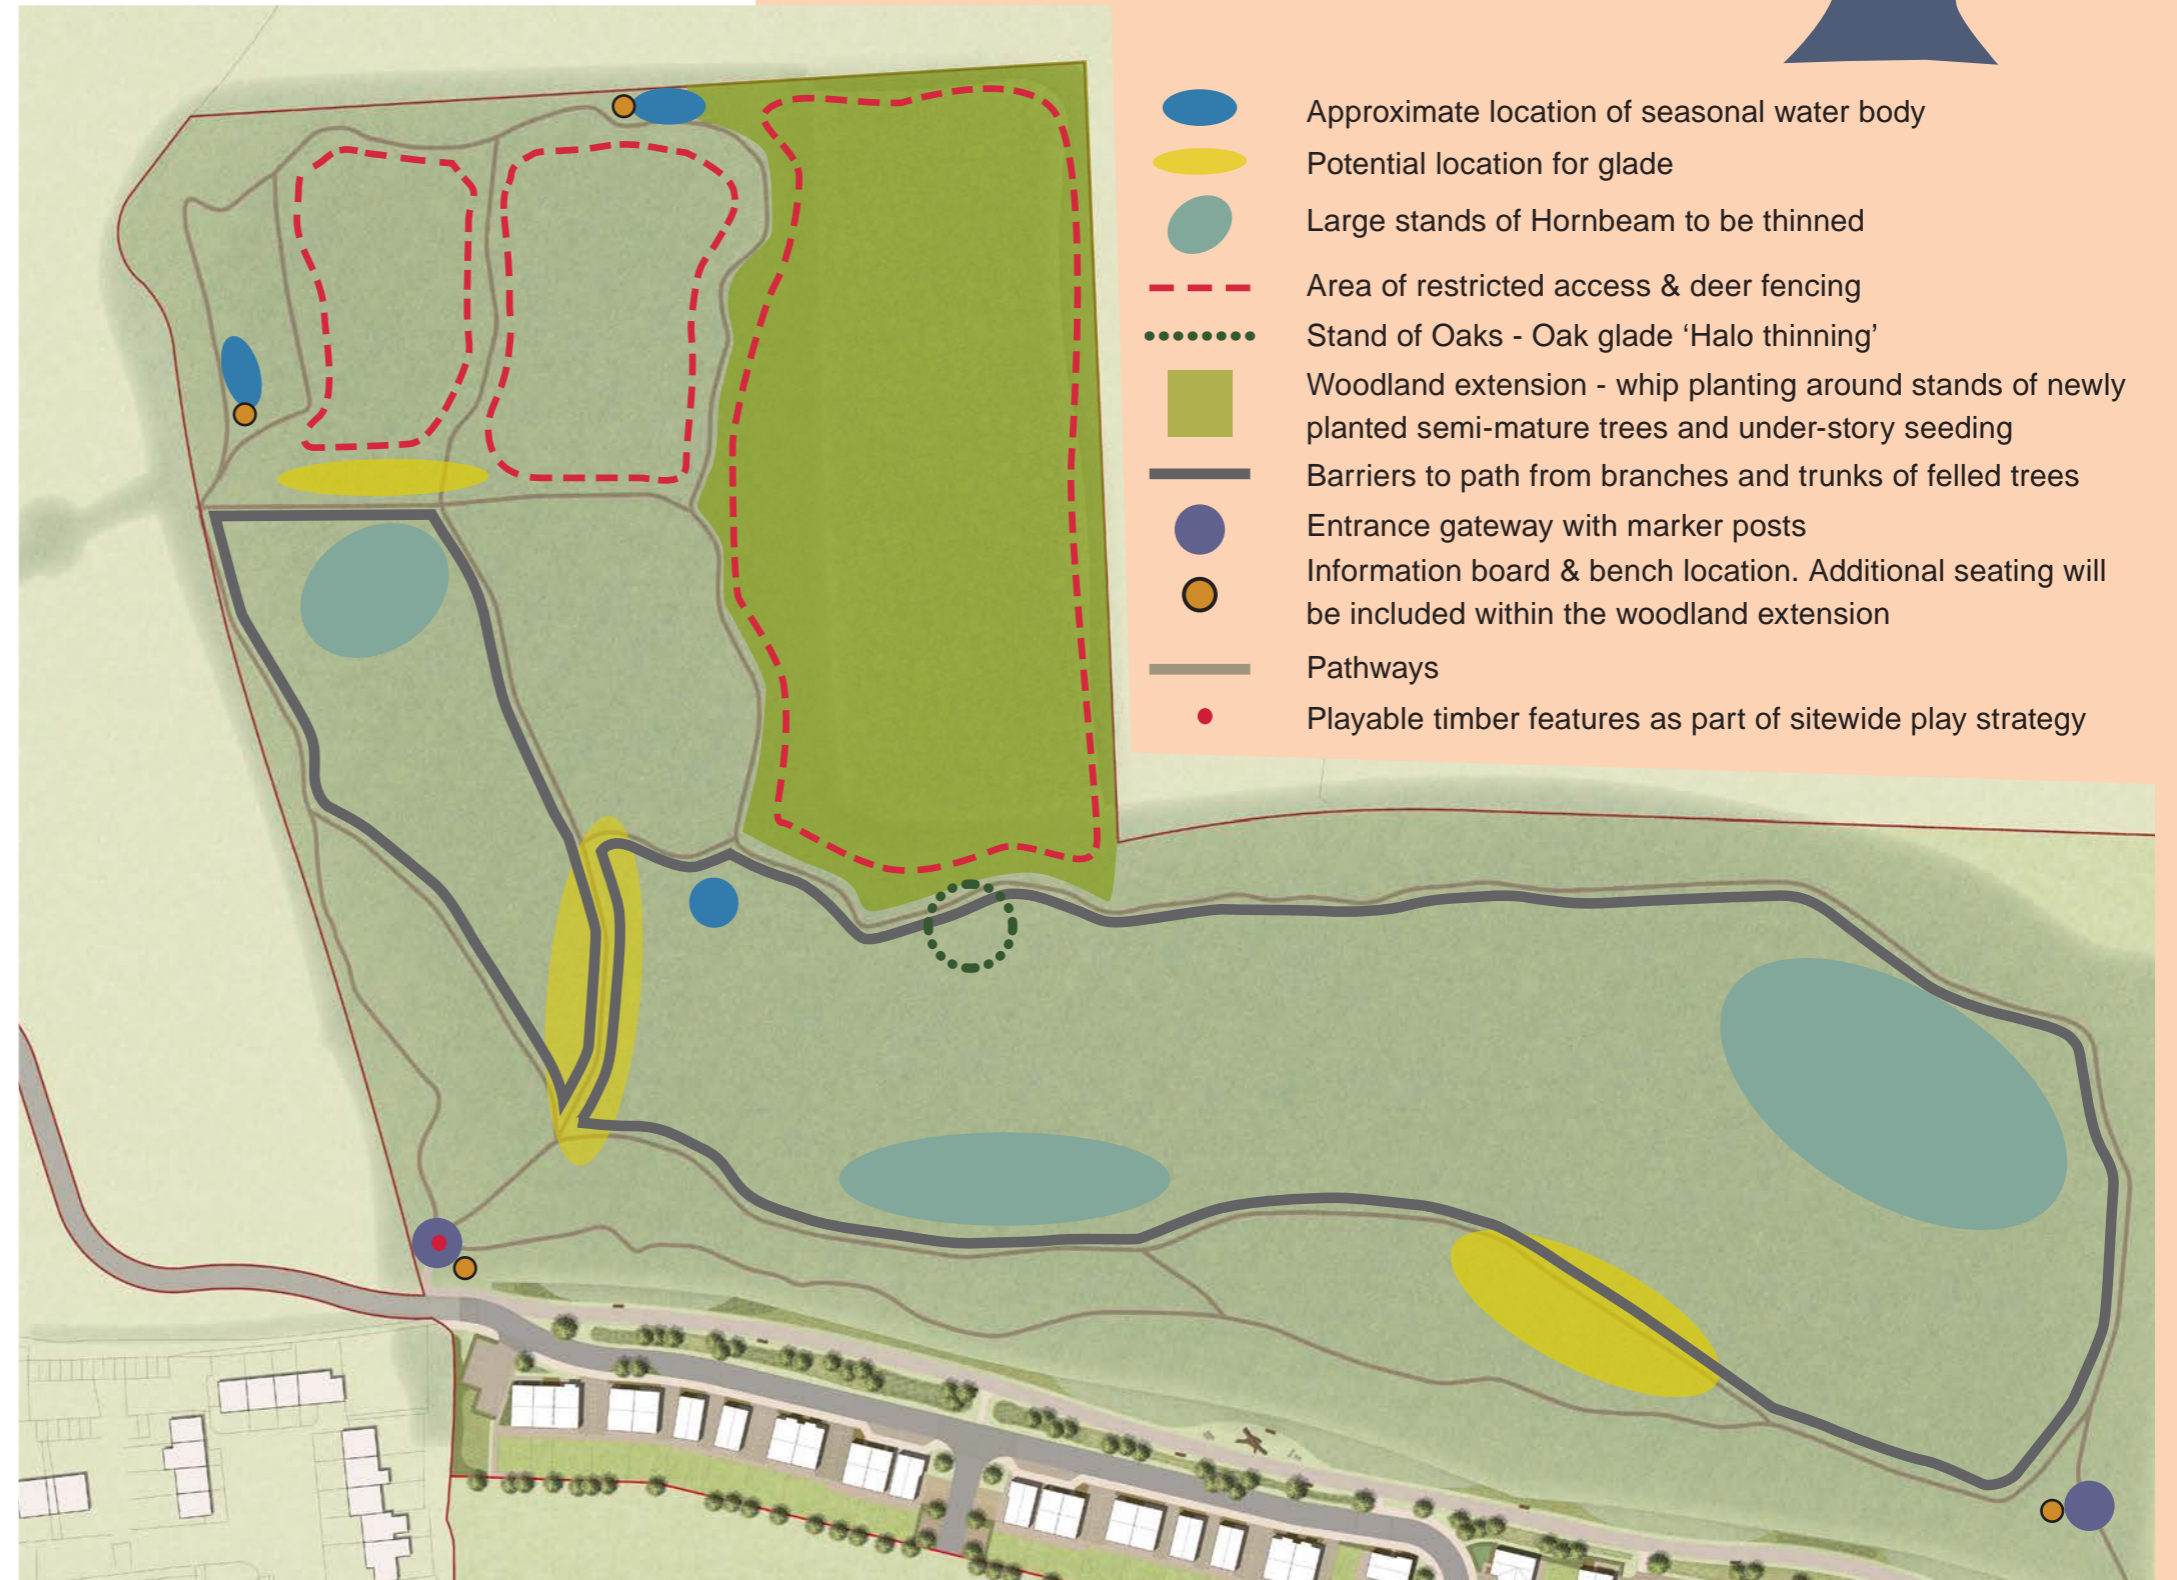 Approximate location of seasonal water body
Potential location for glade
Large stands of Hornbeam to be thinned
Area of restricted access & deer fencing
Stand of Oaks - Oak glade ‘Halo thinning’
Woodland extension - whip planting around stands of newly
planted semi-mature trees and under-story seeding
Barriers to path from branches and trunks of felled trees
Entrance gateway with marker posts
Information board & bench location. Additional seating will
be included within the woodland extension
Pathways
Playable timber features as part of sitewide play strategy